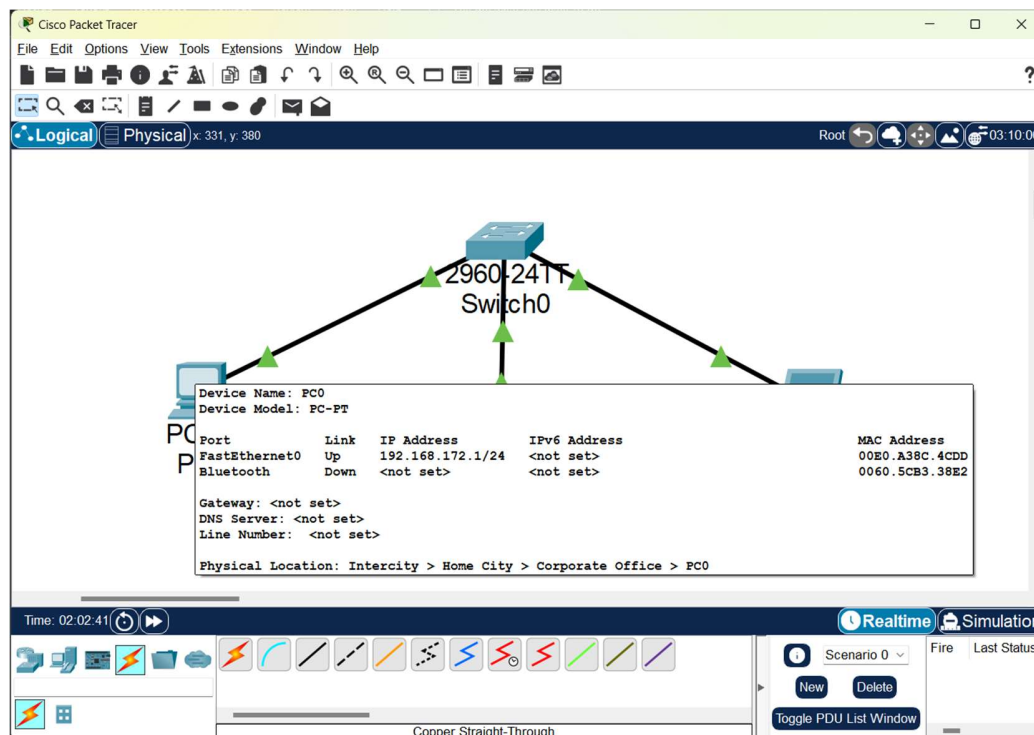 Cisco Packet Tracer
File Edit Options View Tools Extensions Window Help
?
Logical Physical x: 331, y: 380 Root 03:10:00
2960-24TT
Switch0
PC
P
Device Name: PC0
Device Model: PC-PT
Port Link IP Address IPv6 Address MAC Address
FastEthernet0 Up 192.168.172.1/24 <not set> 00E0.A38C.4CDD
Bluetooth Down <not set> <not set> 0060.5CB3.38E2
Gateway: <not set>
DNS Server: <not set>
Line Number: <not set>
Physical Location: Intercity > Home City > Corporate Office > PC0
Time: 02:02:41 Realtime Simulation
Scenario 0 Fire Last Status
New Delete
Toggle PDU List Window
Copper Straight-Through